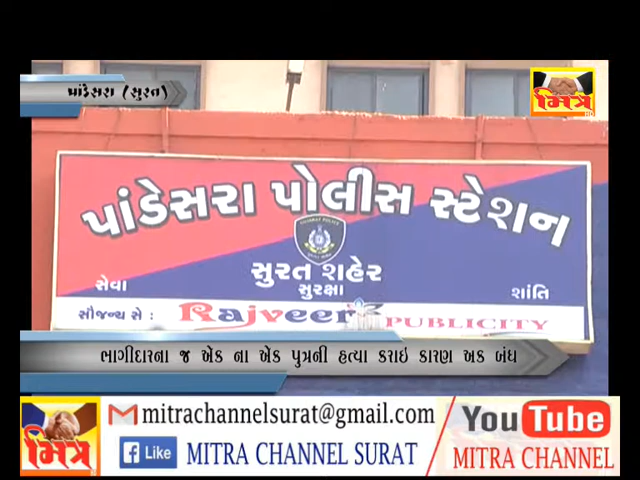 પાંડેસરા (સુરત)
મિત્ર
પાંડેસરા પોલીસ સ્ટેશન
સુરત શહેર
સેવા
સુરક્ષા
શાંતિ
સૌજન્ય સે :
Rajveer PUBLICITY
ભાગીદારના જ એક ના એક પુત્રની હત્યા કરાઇ કારણ અક બંધ
મિત્ર
mitrachannelsurat@gmail.com
f Like MITRA CHANNEL SURAT
YouTube
MITRA CHANNEL